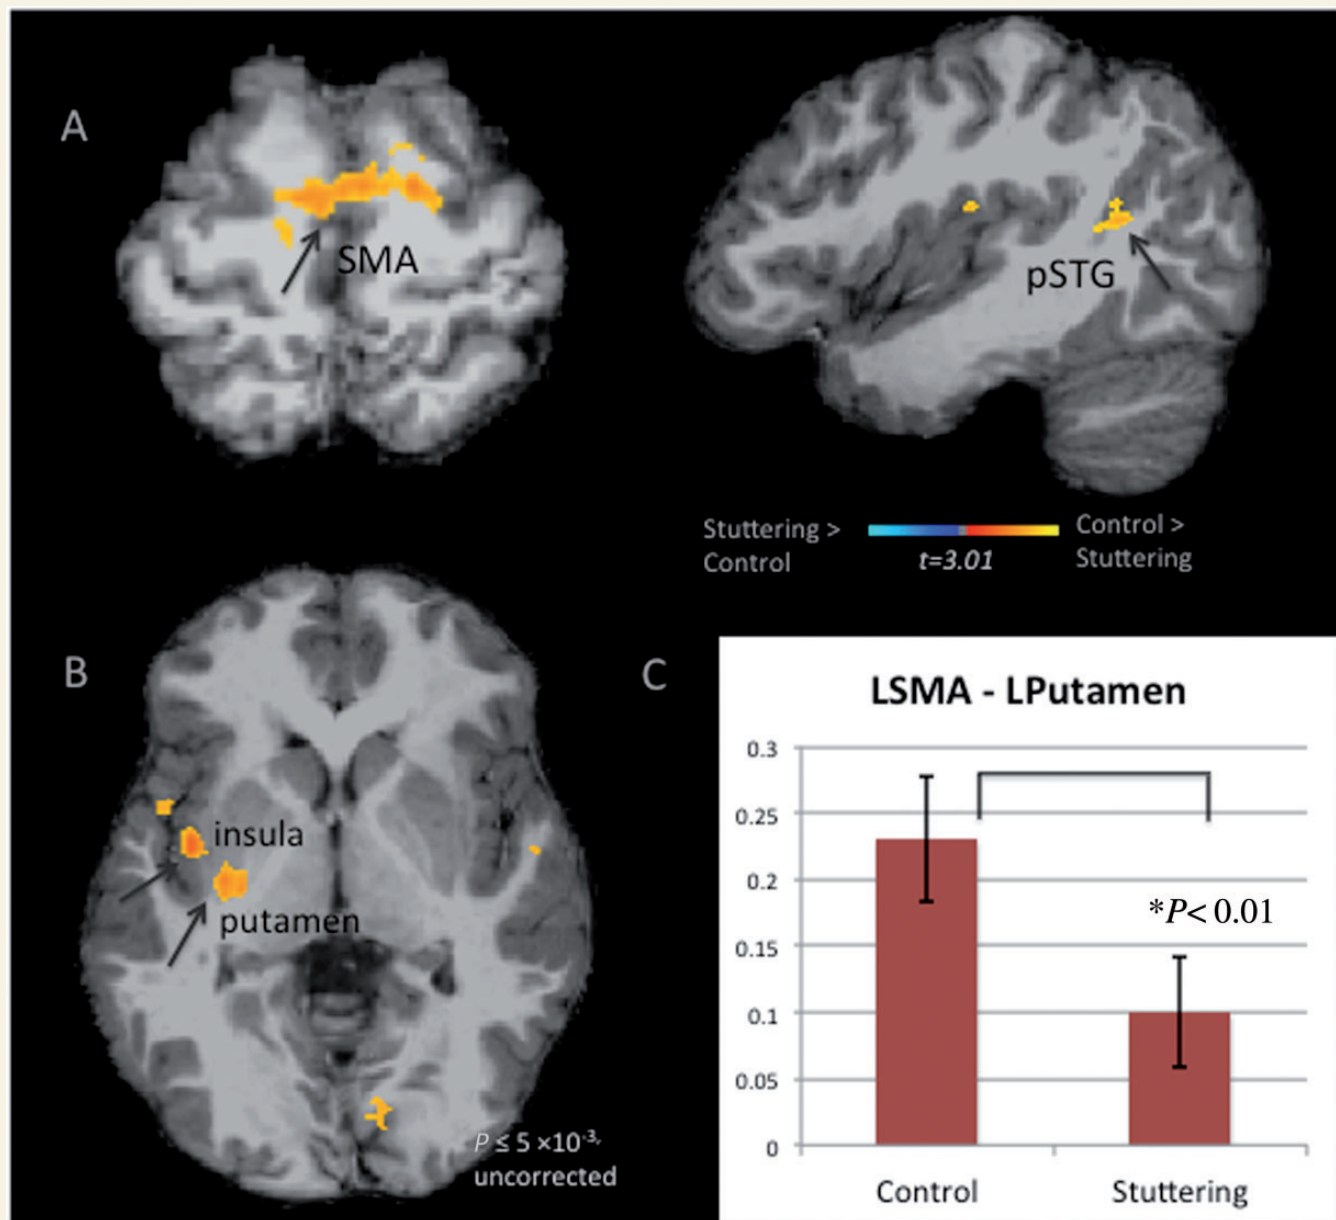 A
SMA
pSTG
Stuttering >
Control
t=3.01
Control >
Stuttering
B
insula
putamen
P ≤ 5 ×10-3,
uncorrected
C
LSMA - LPutamen
0.3
0.25
0.2
0.15
0.1
0.05
0
*P< 0.01
Control
Stuttering